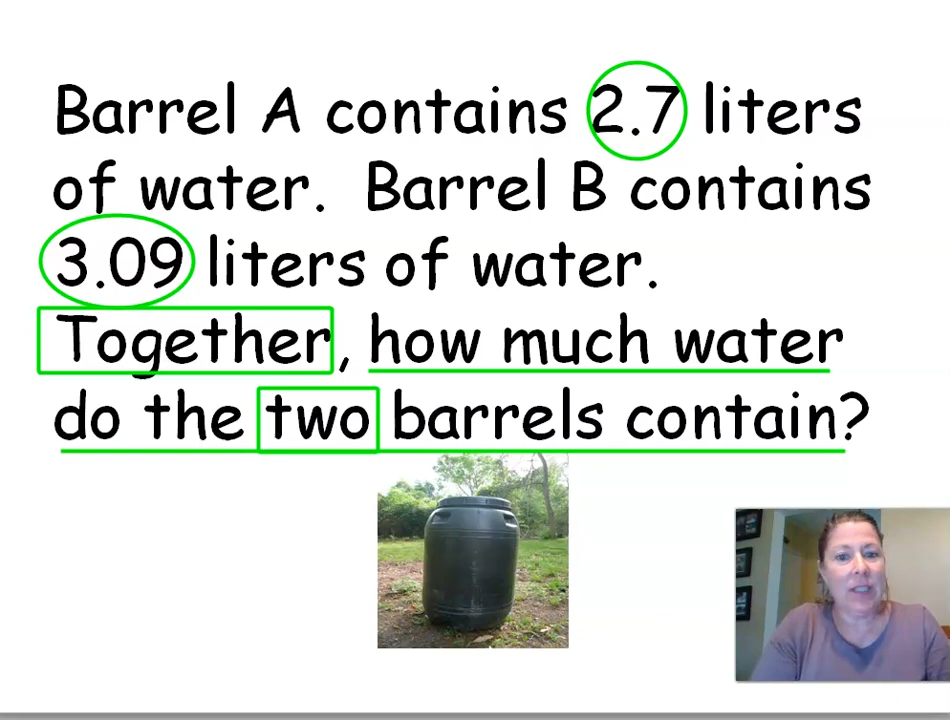 Barrel A contains 2.7 liters
of water. Barrel B contains
3.09 liters of water.
Together, how much water
do the two barrels contain?